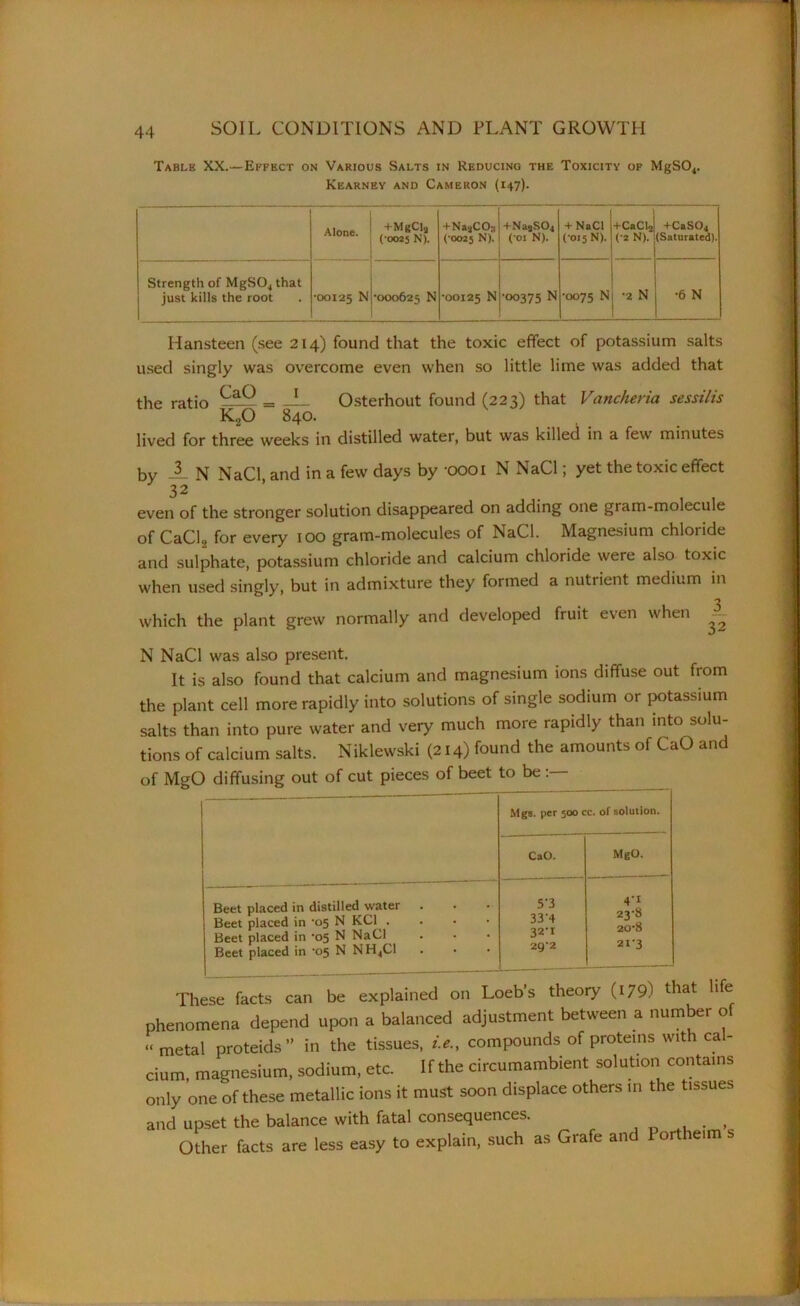 44 SOIL CONDITIONS AND PLANT GROWTH
Table XX.—Effect on Various Salts in Reducing the Toxicity of MgSO₄.
Kearney and Cameron (147).
Alone. +MgCl₂ (·0025 N). +Na₂CO₃ (·0025 N). +Na₂SO₄ (·01 N). + NaCl (·015 N). +CaCl₂ (·2 N). +CaSO₄ (Saturated).
Strength of MgSO₄ that
just kills the root . ·00125 N ·000625 N ·00125 N ·00375 N ·0075 N ·2 N ·6 N
Hansteen (see 214) found that the toxic effect of potassium salts
used singly was overcome even when so little lime was added that
the ratio CaO/K₂O = 1/840. Osterhout found (223) that Vancheria sessilis
lived for three weeks in distilled water, but was killed in a few minutes
by 3/32 N NaCl, and in a few days by ·0001 N NaCl; yet the toxic effect
even of the stronger solution disappeared on adding one gram-molecule
of CaCl₂ for every 100 gram-molecules of NaCl. Magnesium chloride
and sulphate, potassium chloride and calcium chloride were also toxic
when used singly, but in admixture they formed a nutrient medium in
which the plant grew normally and developed fruit even when 3/32
N NaCl was also present.
It is also found that calcium and magnesium ions diffuse out from
the plant cell more rapidly into solutions of single sodium or potassium
salts than into pure water and very much more rapidly than into solu-
tions of calcium salts. Niklewski (214) found the amounts of CaO and
of MgO diffusing out of cut pieces of beet to be:—
Mgs. per 500 cc. of solution.
CaO. MgO.
Beet placed in distilled water . . . 5·3 4·1
Beet placed in ·05 N KCl . . . . 33·4 23·8
Beet placed in ·05 N NaCl . . . 32·1 20·8
Beet placed in ·05 N NH₄Cl . . . 29·2 21·3
These facts can be explained on Loeb's theory (179) that life
phenomena depend upon a balanced adjustment between a number of
“metal proteids” in the tissues, i.e., compounds of proteins with cal-
cium, magnesium, sodium, etc. If the circumambient solution contains
only one of these metallic ions it must soon displace others in the tissues
and upset the balance with fatal consequences.
Other facts are less easy to explain, such as Grafe and Portheim's